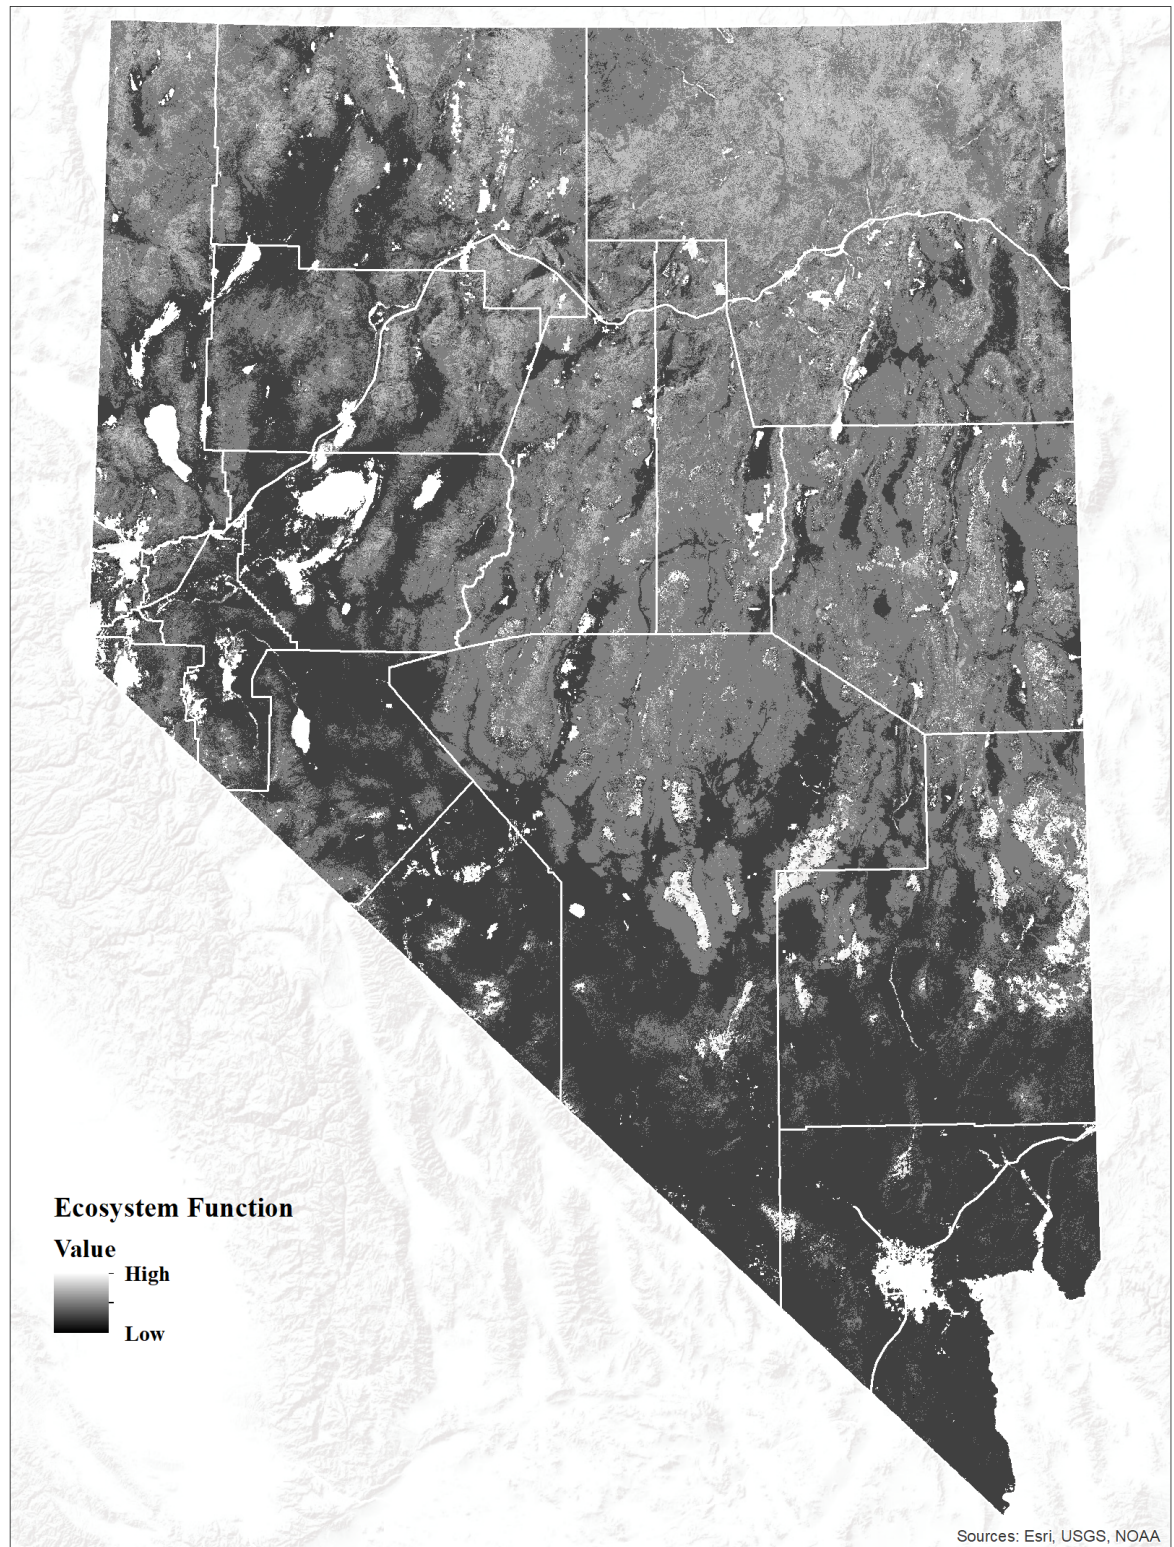 Ecosystem Function
Value
High
Low
Sources: Esri, USGS, NOAA